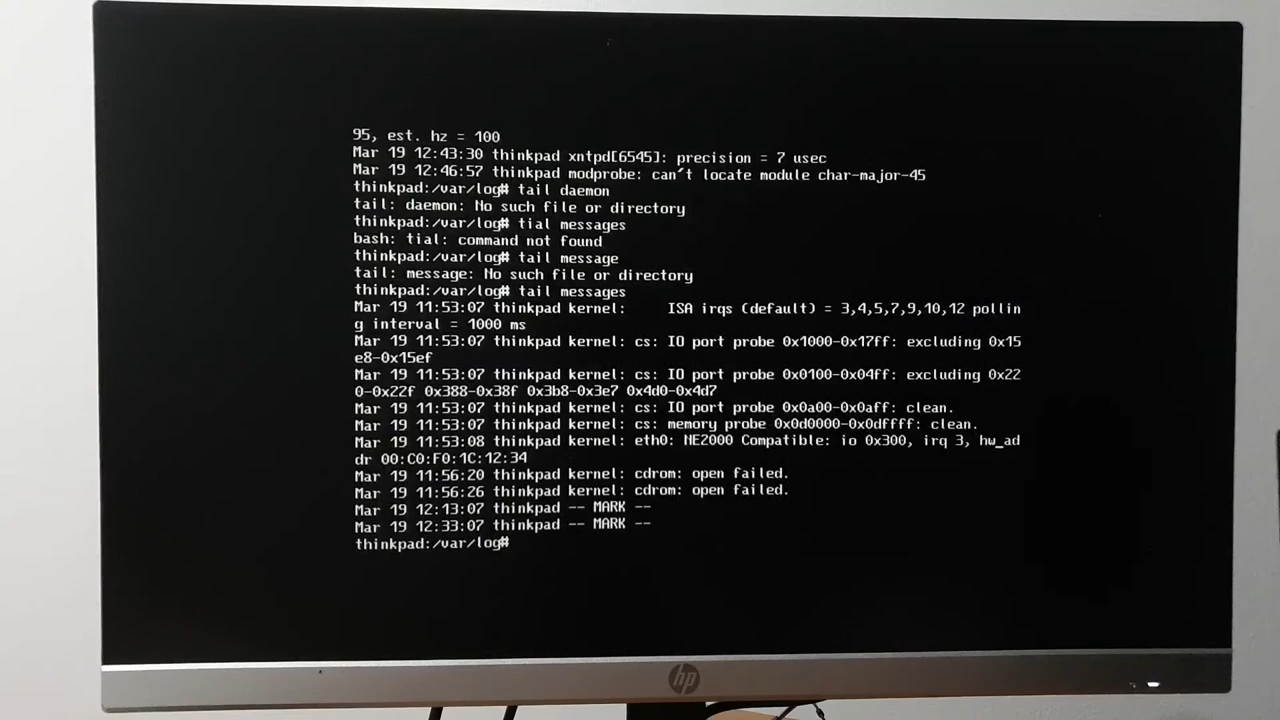 95, est. hz = 100
Mar 19 12:43:30 thinkpad xntpd[6545]: precision = 7 usec
Mar 19 12:46:57 thinkpad modprobe: can't locate module char-major-45
thinkpad:/var/log# tail daemon
tail: daemon: No such file or directory
thinkpad:/var/log# tial messages
bash: tial: command not found
thinkpad:/var/log# tail message
tail: message: No such file or directory
thinkpad:/var/log# tail messages
Mar 19 11:53:07 thinkpad kernel:     ISA irqs (default) = 3,4,5,7,9,10,12 pollin
g interval = 1000 ms
Mar 19 11:53:07 thinkpad kernel: cs: IO port probe 0x1000-0x17ff: excluding 0x15
e8-0x15ef
Mar 19 11:53:07 thinkpad kernel: cs: IO port probe 0x0100-0x04ff: excluding 0x22
0-0x22f 0x388-0x38f 0x3b8-0x3e7 0x4d0-0x4d7
Mar 19 11:53:07 thinkpad kernel: cs: IO port probe 0x0a00-0x0aff: clean.
Mar 19 11:53:07 thinkpad kernel: cs: memory probe 0x0d0000-0x0dffff: clean.
Mar 19 11:53:08 thinkpad kernel: eth0: NE2000 Compatible: io 0x300, irq 3, hw_ad
dr 00:C0:F0:1C:12:34
Mar 19 11:56:20 thinkpad kernel: cdrom: open failed.
Mar 19 11:56:26 thinkpad kernel: cdrom: open failed.
Mar 19 12:13:07 thinkpad -- MARK --
Mar 19 12:33:07 thinkpad -- MARK --
thinkpad:/var/log#
hp